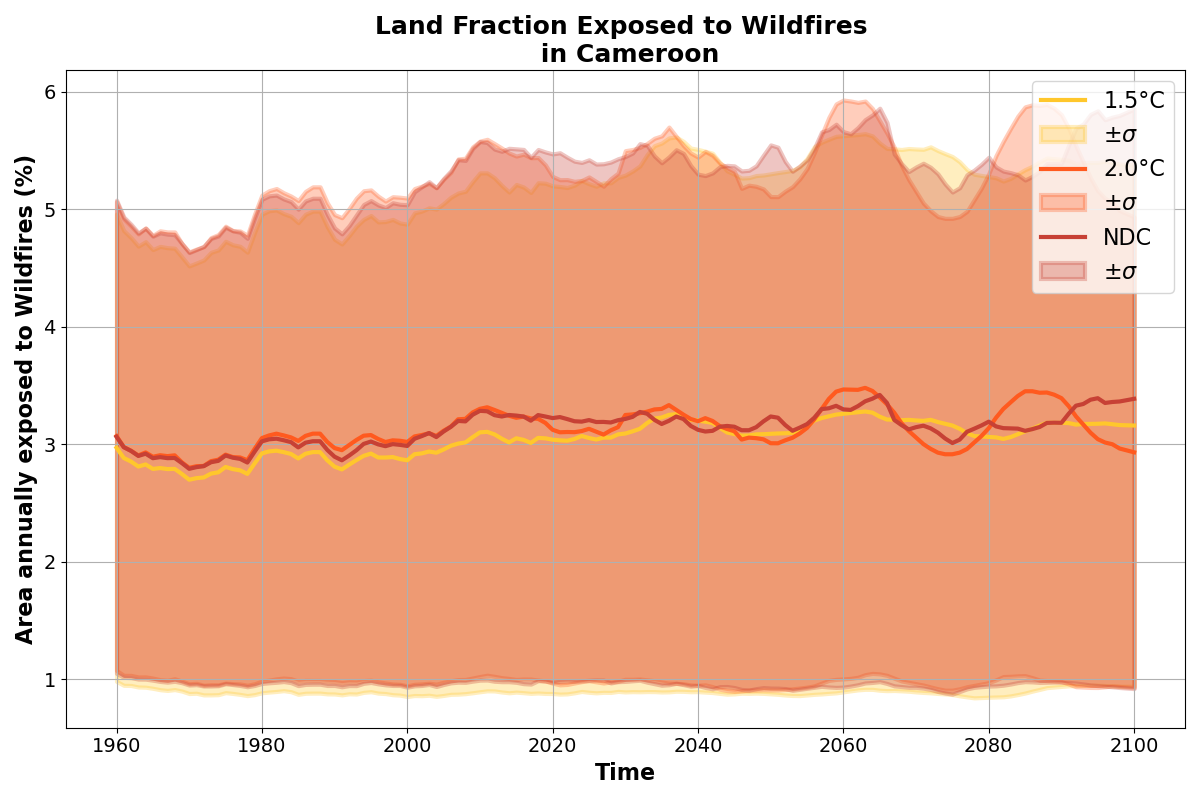 Land Fraction Exposed to Wildfires
in Cameroon
Area annually exposed to Wildfires (%)
6
5
4
3
2
1
1.5°C
±σ
2.0°C
±σ
NDC
±σ
1960
1980
2000
2020
2040
2060
2080
2100
Time